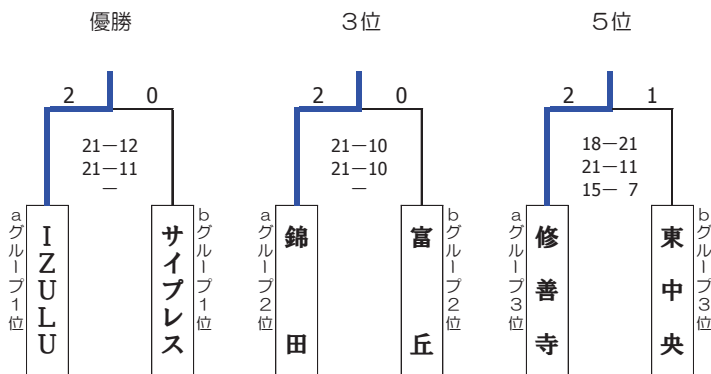 優勝
2 0
21－12
21－11
－
aグループ1位
IZULU
サイプレス
bグループ1位
3位
2 0
21－10
21－10
－
aグループ2位
錦田
富丘
bグループ2位
5位
2 1
18－21
21－11
15－ 7
aグループ3位
修善寺
東中央
bグループ3位